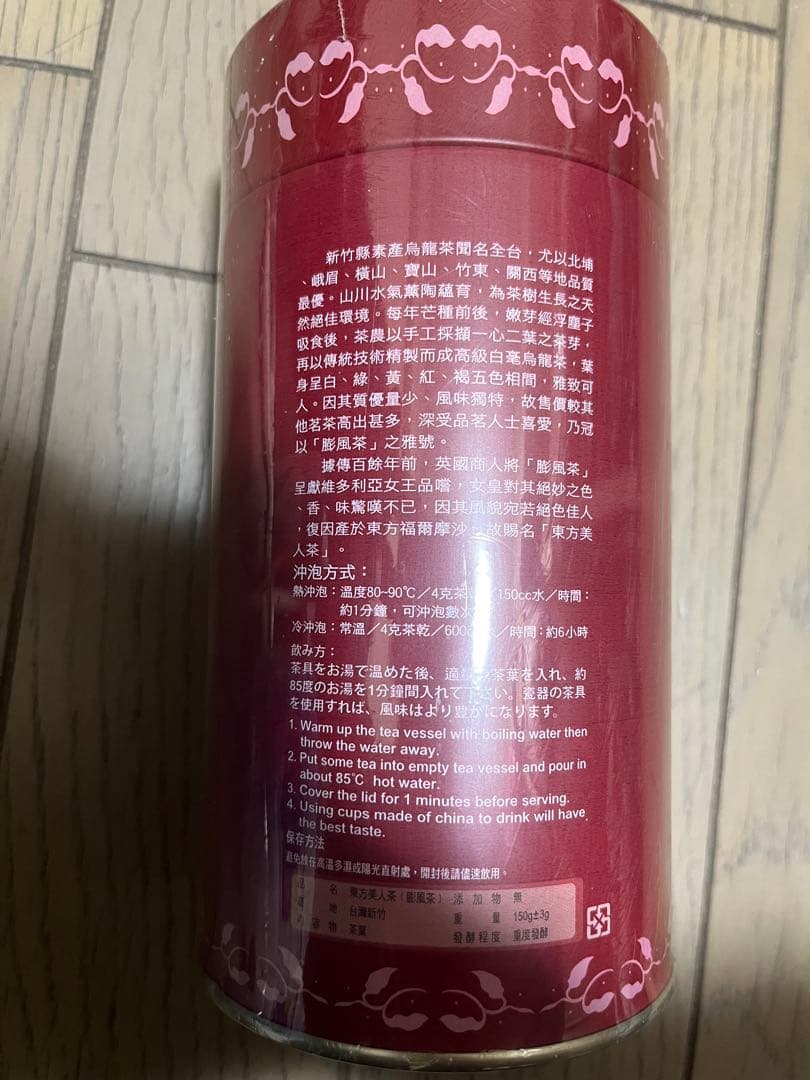 新竹縣素產烏龍茶聞名全台，尤以北埔
、峨眉、橫山、寶山、竹東、關西等地品質
最優。山川水氣薰陶蘊育，為茶樹生長之天
然絕佳環境。每年芒種前後，嫩芽經浮塵子
吸食後，茶農以手工採擷一心二葉之茶芽，
再以傳統技術精製而成高級白毫烏龍茶，葉
身呈白、綠、黃、紅、褐五色相間，雅致可
人。因其質優量少、風味獨特，故售價較其
他茗茶高出甚多，深受品茗人士喜愛，乃冠
以「膨風茶」之雅號。
據傳百餘年前，英國商人將「膨風茶」
呈獻維多利亞女王品嚐，女皇對其絕妙之色
、香、味驚嘆不已，因其風貌宛若絕色佳人
，復因產於東方福爾摩沙，故賜名「東方美
人茶」。
沖泡方式：
熱沖泡：溫度80~90℃／4克茶／150cc水／時間：
約1分鐘，可沖泡數次
冷沖泡：常溫／4克茶乾／600／時間：約6小時
飲み方：
茶具をお湯で温めた後、適の茶葉を入れ、約
85度のお湯を1分鐘間入れて下さい。瓷器の茶具
を使用すれば、風味はより豊かになります。
1. Warm up the tea vessel with boiling water then
throw the water away.
2. Put some tea into empty tea vessel and pour in
about 85℃ hot water.
3. Cover the lid for 1 minutes before serving.
4. Using cups made of china to drink will have
the best taste.
保存方法
避免放在高溫多濕或陽光直射處，開封後請儘速飲用。
品名：東方美人茶（膨風茶） 添加物 無
產地 台灣新竹 重量 150g±3g
內容物 茶葉 發酵程度 重度發酵